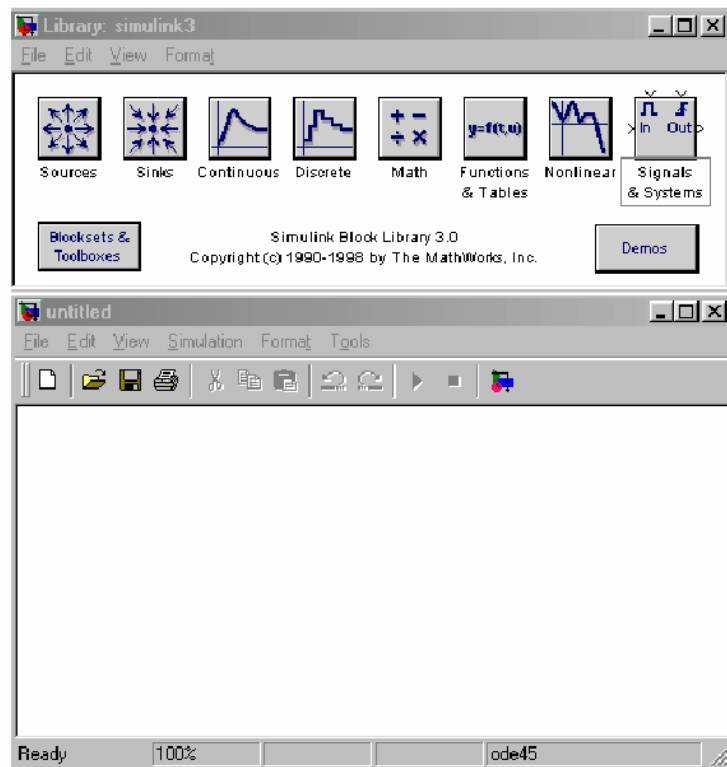 Library: simulink3
File Edit View Format
y=f(t,u)
In Out
Sources Sinks Continuous Discrete Math Functions & Tables Nonlinear Signals & Systems
Blocksets & Toolboxes
Simulink Block Library 3.0
Copyright (c) 1990-1998 by The MathWorks, Inc.
Demos
untitled
File Edit View Simulation Format Tools
Ready 100% ode45